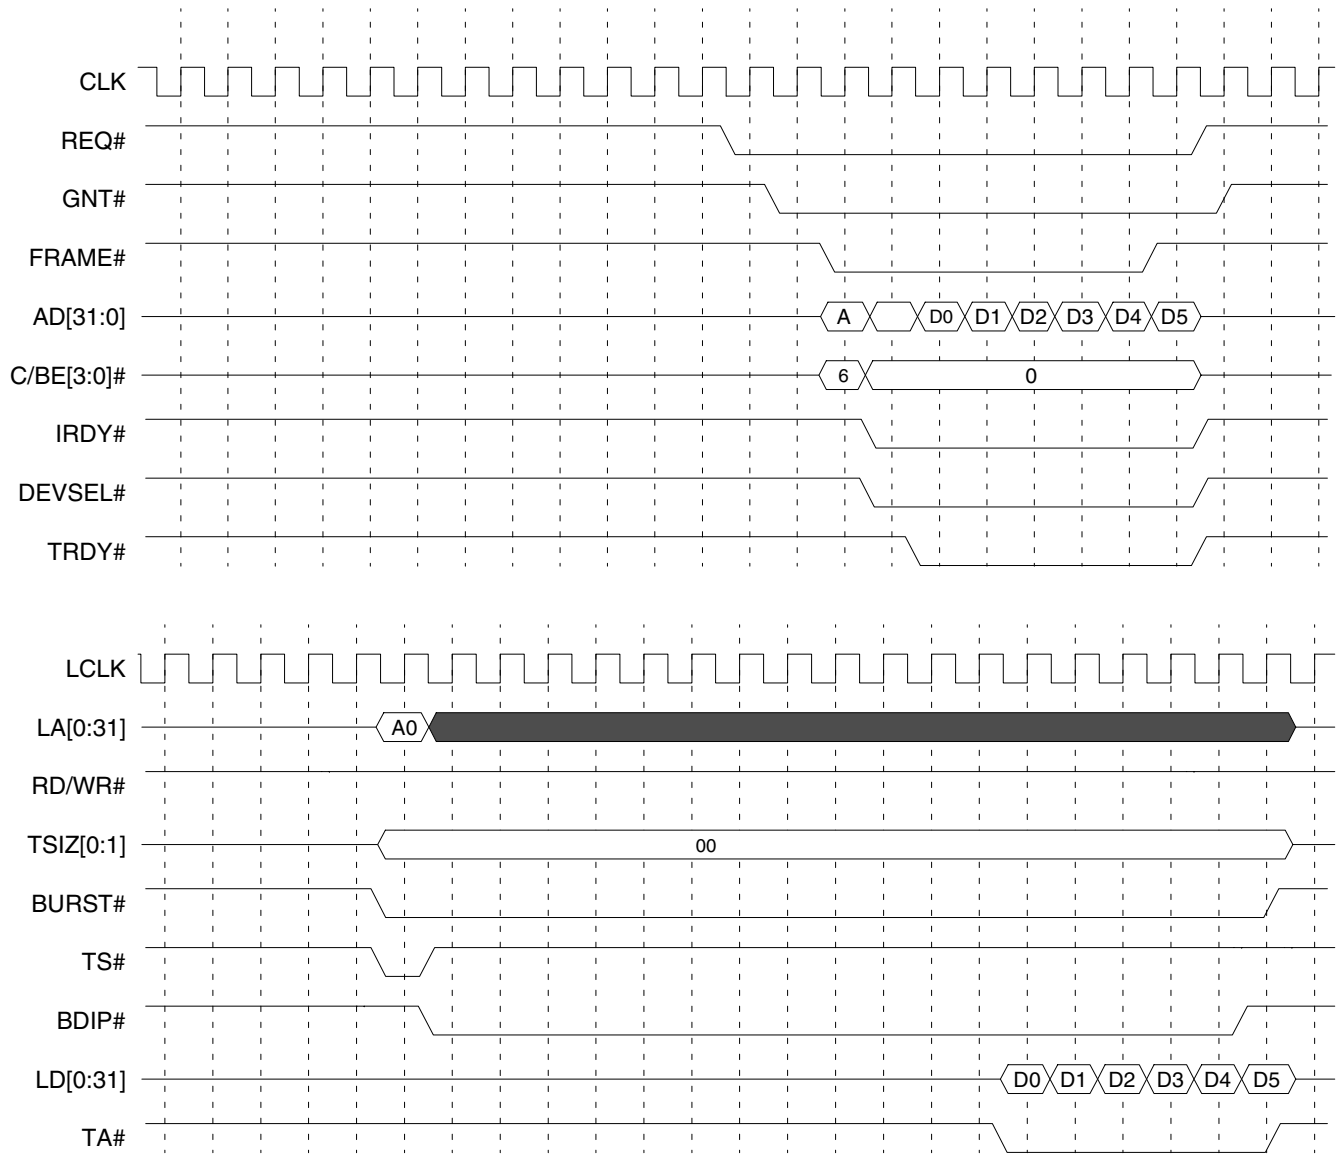 CLK
REQ#
GNT#
FRAME#
AD[31:0] A D0 D1 D2 D3 D4 D5
C/BE[3:0]# 6 0
IRDY#
DEVSEL#
TRDY#
LCLK
LA[0:31] A0
RD/WR#
TSIZ[0:1] 00
BURST#
TS#
BDIP#
LD[0:31] D0 D1 D2 D3 D4 D5
TA#